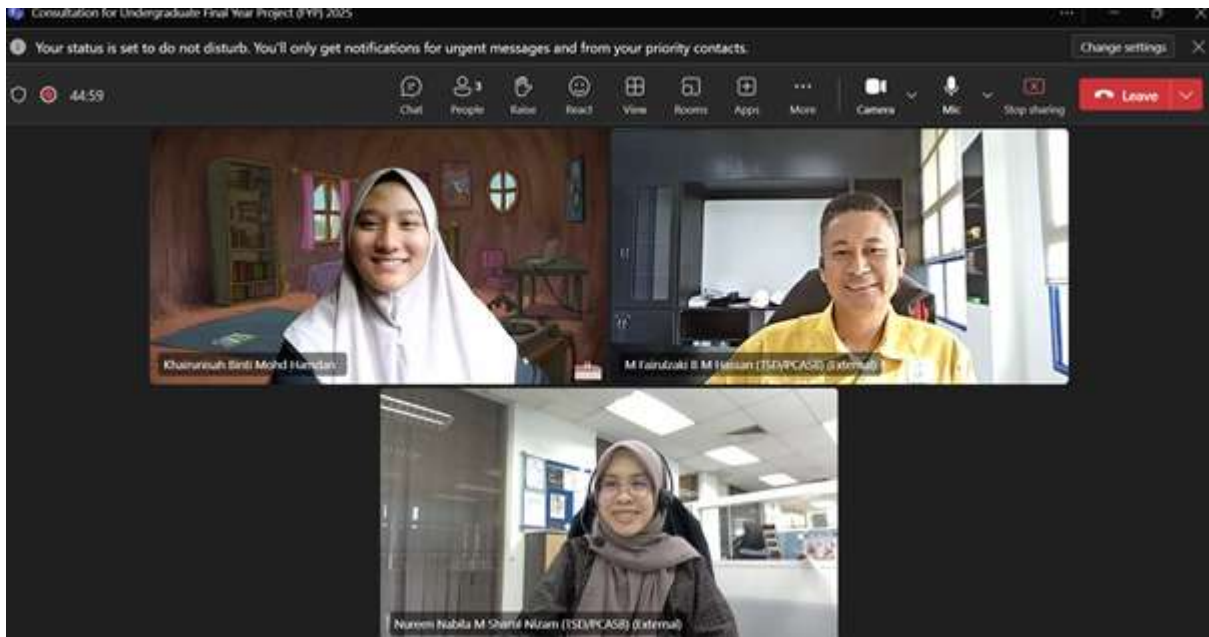 Consultation for Undergraduate Final Year Project (FYP) 2025
Your status is set to do not disturb. You'll only get notifications for urgent messages and from your priority contacts.
Change settings
44:59
Chat
People 3
Raise
React
View
Rooms
Apps
More
Camera
Mic
Stop sharing
Leave
Khairunisah Binti Mohd Hamdan
M Fairulzaki B M Hassan (TSD/PCASB) (External)
Nureen Nabila M Shamil Nizam (TSD/PCASB) (External)